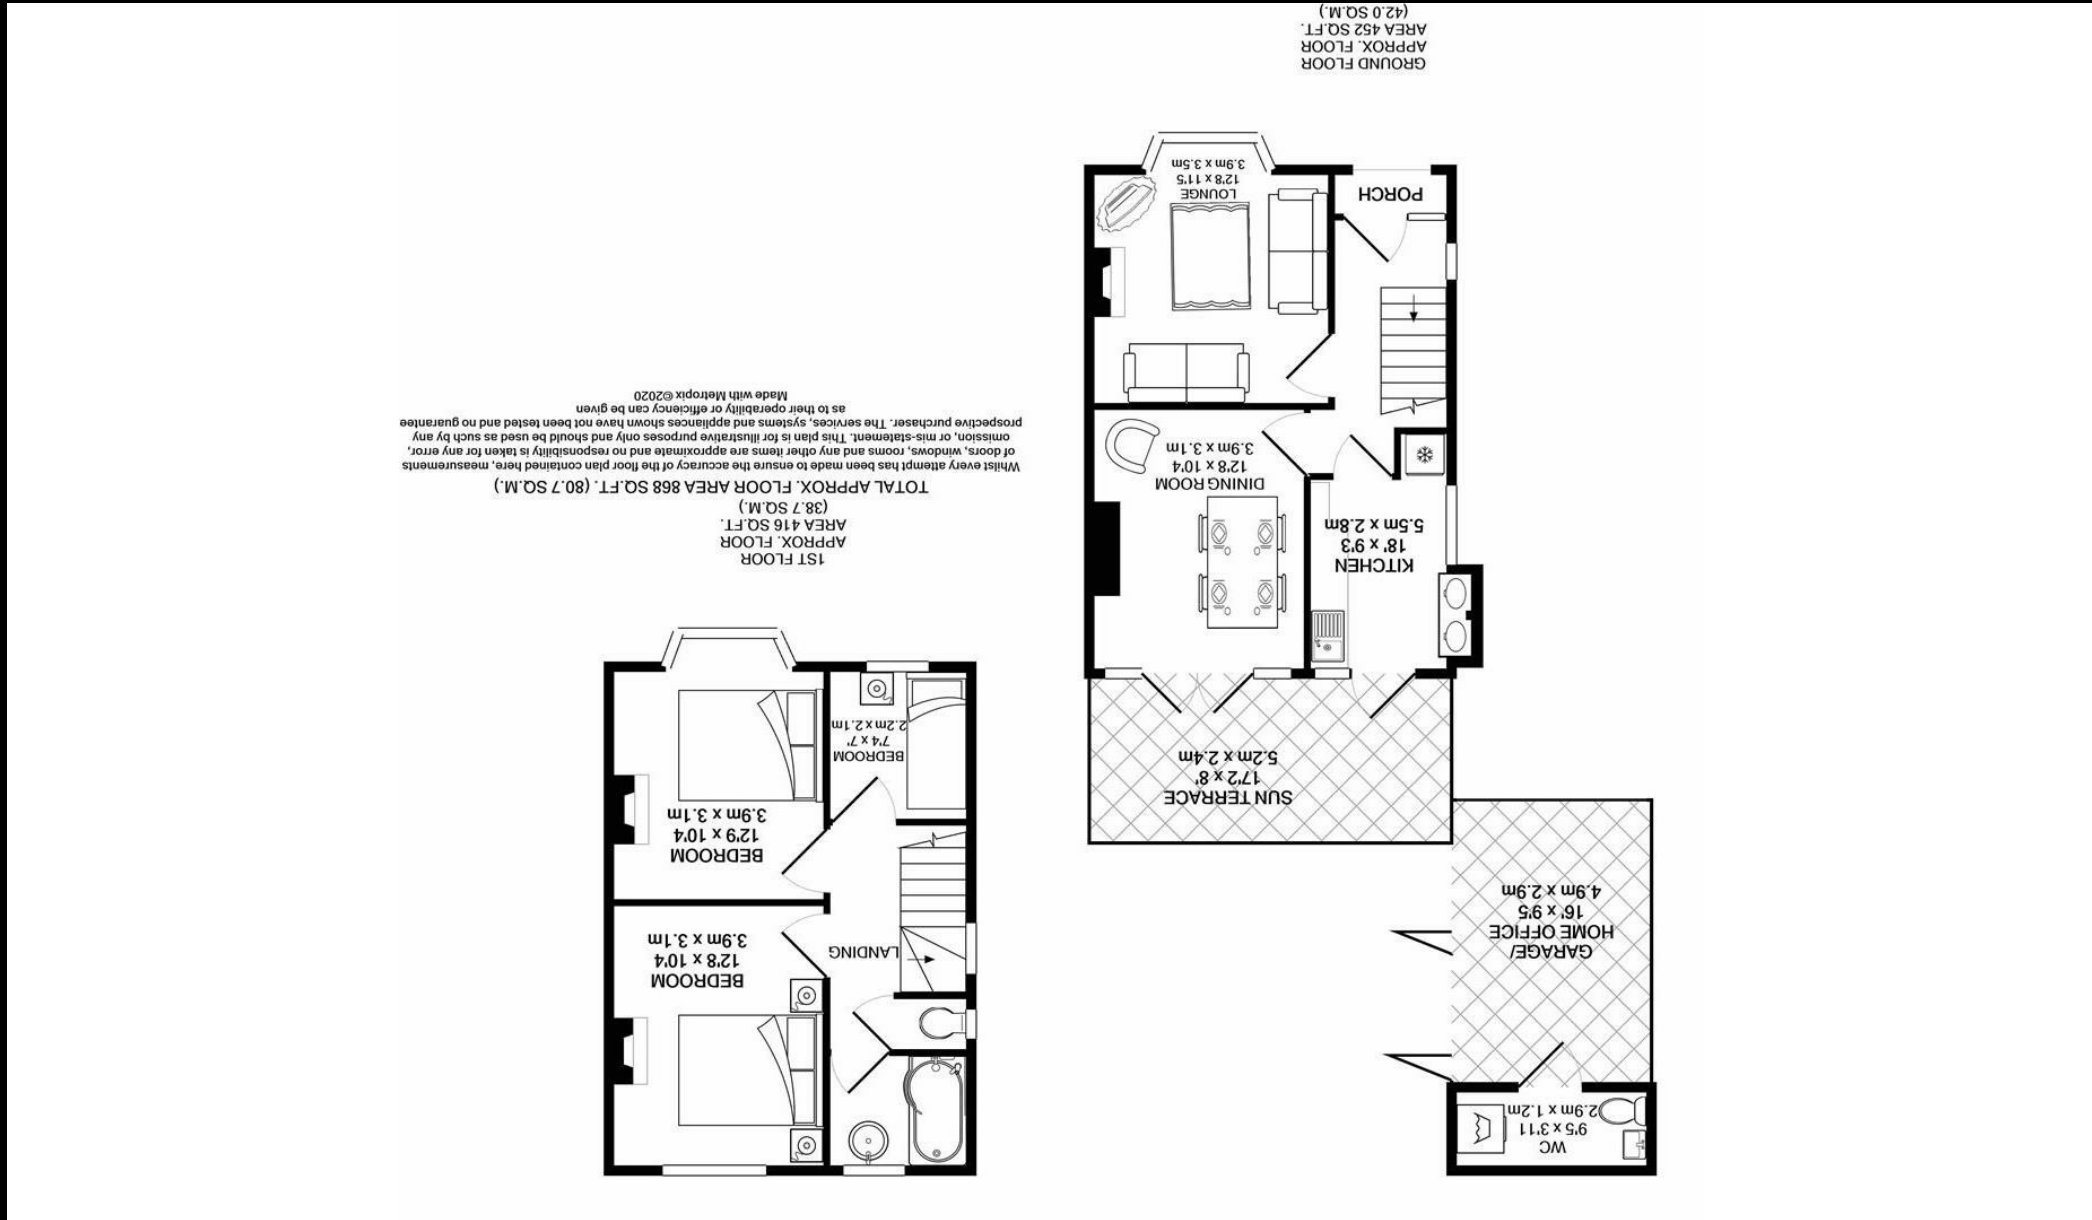 WC
9'5 x 3'11
2.9m x 1.2m
GARAGE/
HOME OFFICE
16' x 9'5
4.9m x 2.9m
SUN TERRACE
17'2 x 8'
5.2m x 2.4m
KITCHEN
18' x 9'3
5.5m x 2.8m
DINING ROOM
12'8 x 10'4
3.9m x 3.1m
PORCH
LOUNGE
12'8 x 11'5
3.9m x 3.5m
GROUND FLOOR
APPROX. FLOOR
AREA 452 SQ.FT.
(42.0 SQ.M.)
BEDROOM
12'8 x 10'4
3.9m x 3.1m
LANDING
BEDROOM
12'9 x 10'4
3.9m x 3.1m
BEDROOM
7'4 x 7'
2.2m x 2.1m
1ST FLOOR
APPROX. FLOOR
AREA 416 SQ.FT.
(38.7 SQ.M.)
TOTAL APPROX. FLOOR AREA 868 SQ.FT. (80.7 SQ.M.)
Whilst every attempt has been made to ensure the accuracy of the floor plan contained here, measurements
of doors, windows, rooms and any other items are approximate and no responsibility is taken for any error,
omission, or mis-statement. This plan is for illustrative purposes only and should be used as such by any
prospective purchaser. The services, systems and appliances shown have not been tested and no guarantee
as to their operability or efficiency can be given
Made with Metropix ©2020